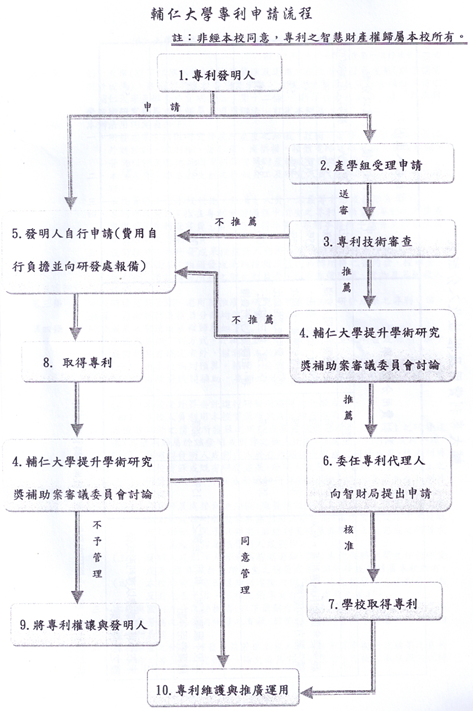 輔仁大學專利申請流程
註：非經本校同意，專利之智慧財產權歸屬本校所有。
1.專利發明人
申請
2.產學組受理申請
送審
5.發明人自行申請(費用自
行負擔並向研發處報備)
不推薦
3.專利技術審查
推薦
不推薦
4.輔仁大學提升學術研究
獎補助案審議委員會討論
8. 取得專利
推薦
4.輔仁大學提升學術研究
獎補助案審議委員會討論
6.委任專利代理人
向智財局提出申請
不予管理
同意管理
核准
9.將專利權讓與發明人
7.學校取得專利
10.專利維護與推廣運用